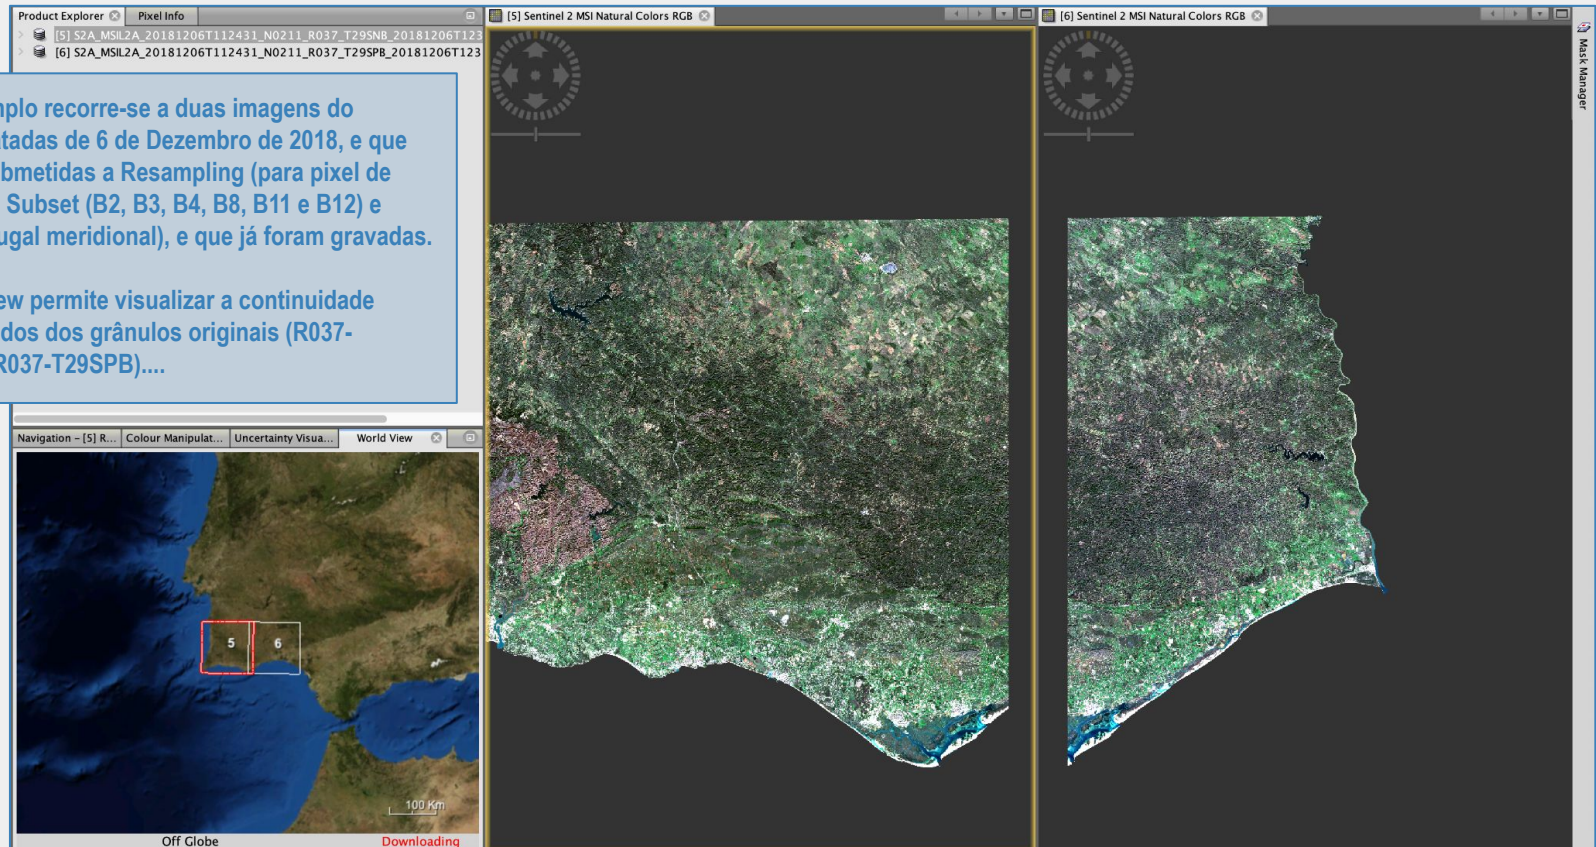 Product Explorer
Pixel Info
[5] S2A_MSIL2A_20181206T112431_N0211_R037_T29SNB_20181206T123
[6] S2A_MSIL2A_20181206T112431_N0211_R037_T29SPB_20181206T123
mplo recorre-se a duas imagens do
atadas de 6 de Dezembro de 2018, e que
ubmetidas a Resampling (para pixel de
Subset (B2, B3, B4, B8, B11 e B12) e
ugal meridional), e que já foram gravadas.
ew permite visualizar a continuidade
dos dos grânulos originais (R037-
R037-T29SPB)....
Navigation – [5] R...
Colour Manipulat...
Uncertainty Visua...
World View
5
6
100 Km
Off Globe
Downloading
[5] Sentinel 2 MSI Natural Colors RGB
[6] Sentinel 2 MSI Natural Colors RGB
Mask Manager